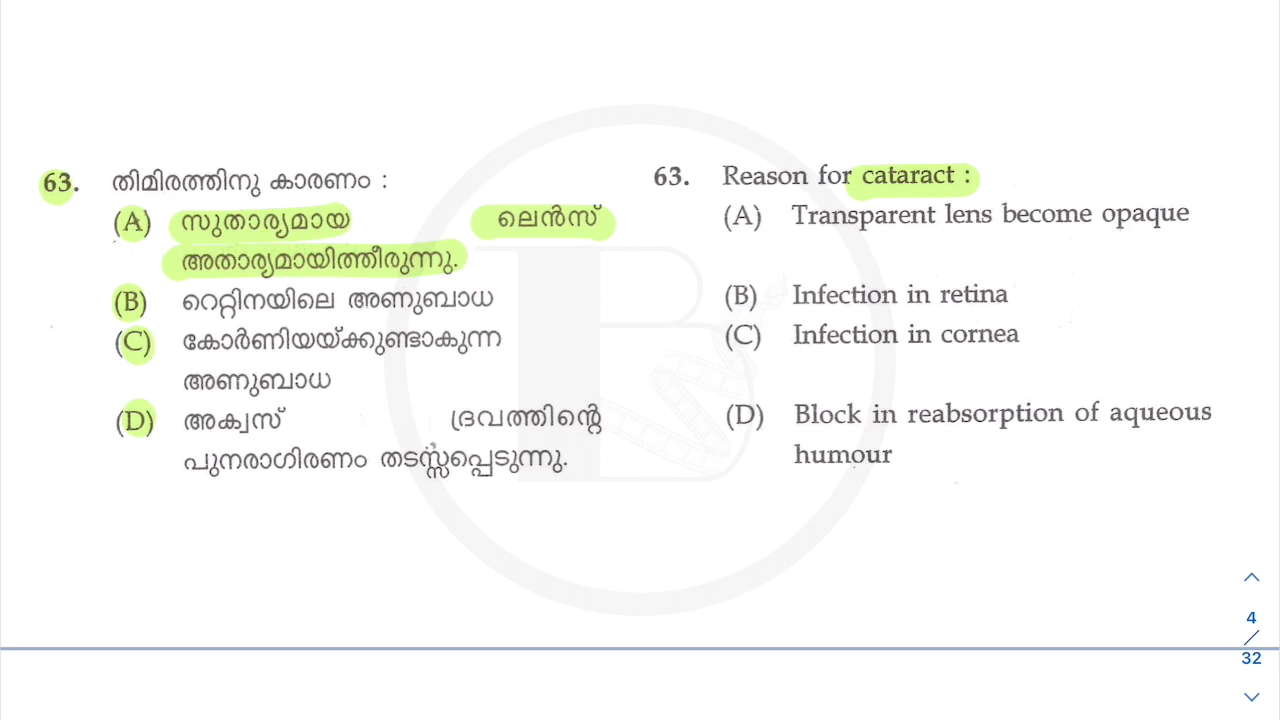 63. തിമിരത്തിനു കാരണം :
(A) സുതാര്യമായ ലെൻസ്
അതാര്യമായിത്തീരുന്നു.
(B) റെറ്റിനയിലെ അണുബാധ
(C) കോർണിയയ്ക്കുണ്ടാകുന്ന
അണുബാധ
(D) അക്വസ് ദ്രവത്തിന്റെ
പുനരാഗിരണം തടസ്സപ്പെടുന്നു.
63. Reason for cataract :
(A) Transparent lens become opaque
(B) Infection in retina
(C) Infection in cornea
(D) Block in reabsorption of aqueous
humour
4
/
32